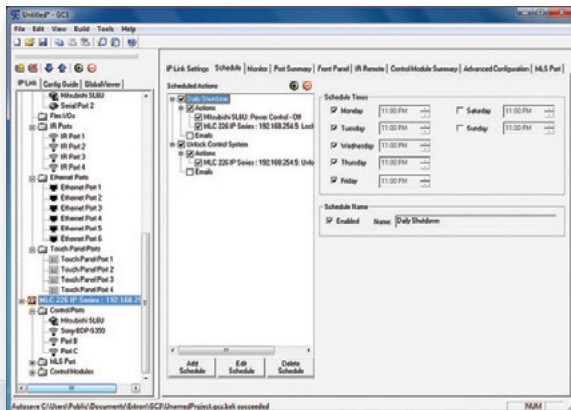 Untitled* - GC3
File Edit View Build Tools Help
IP Link Config Guide GlobalViewer
Mitsubishi SL6U
Serial Port 2
Flex I/Os
IR Ports
IR Port 1
IR Port 2
IR Port 3
IR Port 4
Ethernet Ports
Ethernet Port 1
Ethernet Port 2
Ethernet Port 3
Ethernet Port 4
Ethernet Port 5
Ethernet Port 6
Touch Panel Ports
Touch Panel Port 1
Touch Panel Port 2
Touch Panel Port 3
Touch Panel Port 4
MLC 226 IP Series : 192.168.25
Control Ports
Mitsubishi SL6U
Sony-BDP-S350
Port B
Port C
MLS Port
Control Modules
IP Link Settings Schedule Monitor Port Summary Front Panel IR Remote Control Module Summary Advanced Configuration MLS Port
Scheduled Actions
Daily Shutdown
Actions
Mitsubishi SL6U: Power Control - Off
MLC 226 IP Series : 192.168.254.5: Lock
Emails
Unlock Control System
Actions
MLC 226 IP Series : 192.168.254.5: Unlo
Emails
Add Schedule
Edit Schedule
Delete Schedule
Schedule Times
Monday 11:00 PM Saturday 11:00 PM
Tuesday 11:00 PM Sunday 11:00 PM
Wednesday 11:00 PM
Thursday 11:00 PM
Friday 11:00 PM
Schedule Name
Enabled Name: Daily Shutdown
Autosave C:\Users\Public\Documents\Extron\GC3\UnamedProject.gcz.bak succeeded NUM